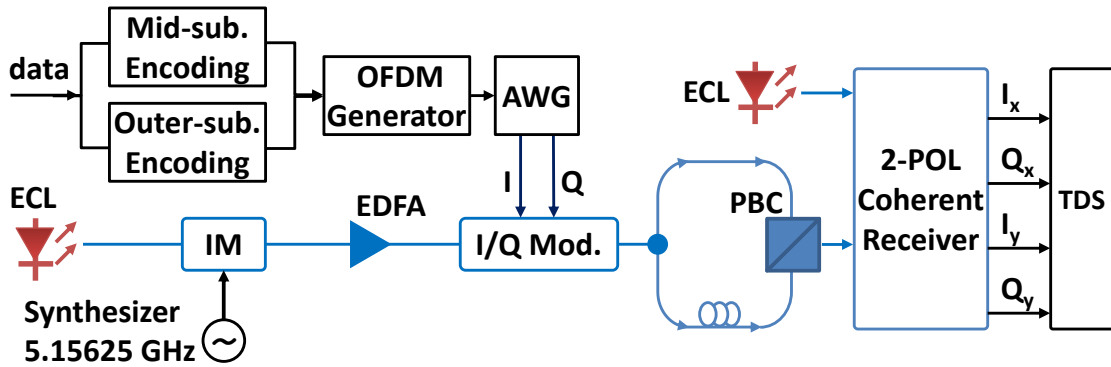 data
Mid-sub.
Encoding
Outer-sub.
Encoding
OFDM
Generator
AWG
I
Q
ECL
IM
Synthesizer
5.15625 GHz
EDFA
I/Q Mod.
PBC
ECL
2-POL
Coherent
Receiver
Ix
Qx
Iy
Qy
TDS